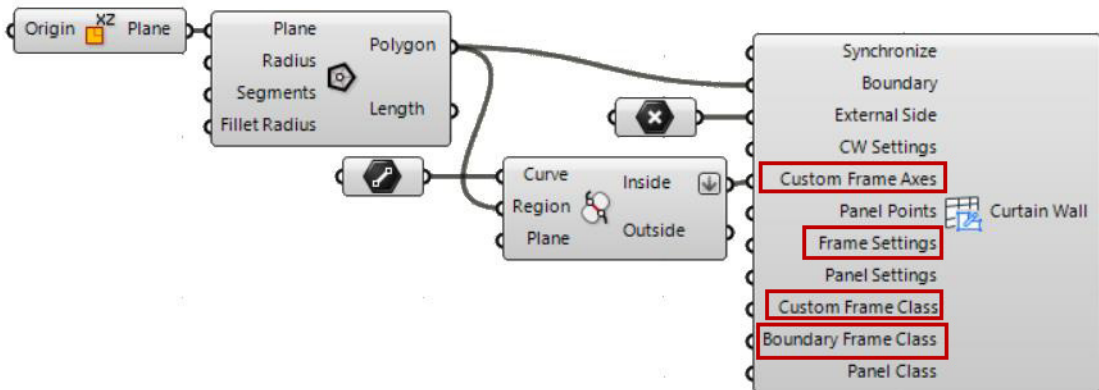 Origin XZ Plane
Plane
Radius
Segments
Fillet Radius
Polygon
Length
Curve
Region
Plane
Inside
Outside
Synchronize
Boundary
External Side
CW Settings
Custom Frame Axes
Panel Points
Frame Settings
Panel Settings
Custom Frame Class
Boundary Frame Class
Panel Class
Curtain Wall